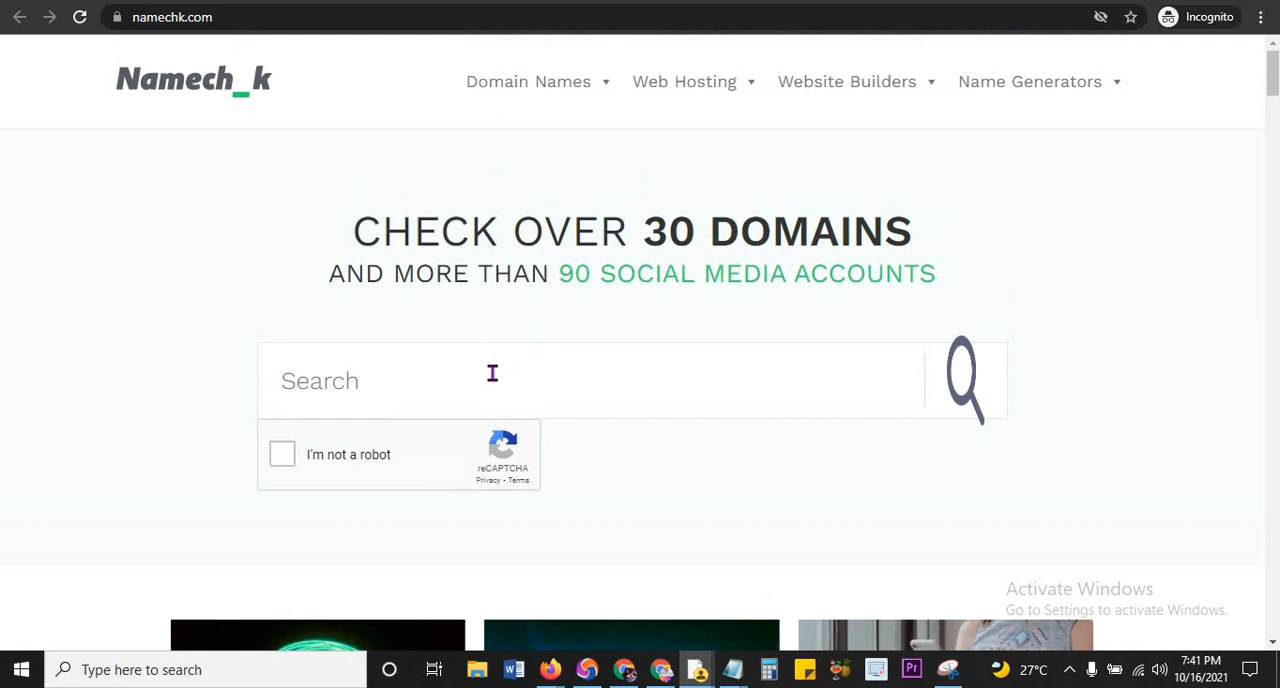 namechk.com
Incognito
Namech_k
Domain Names Web Hosting Website Builders Name Generators
CHECK OVER 30 DOMAINS
AND MORE THAN 90 SOCIAL MEDIA ACCOUNTS
Search
I'm not a robot
reCAPTCHA
Privacy - Terms
Activate Windows
Go to Settings to activate Windows.
Type here to search
W
Pr
27°C
7:41 PM
10/16/2021